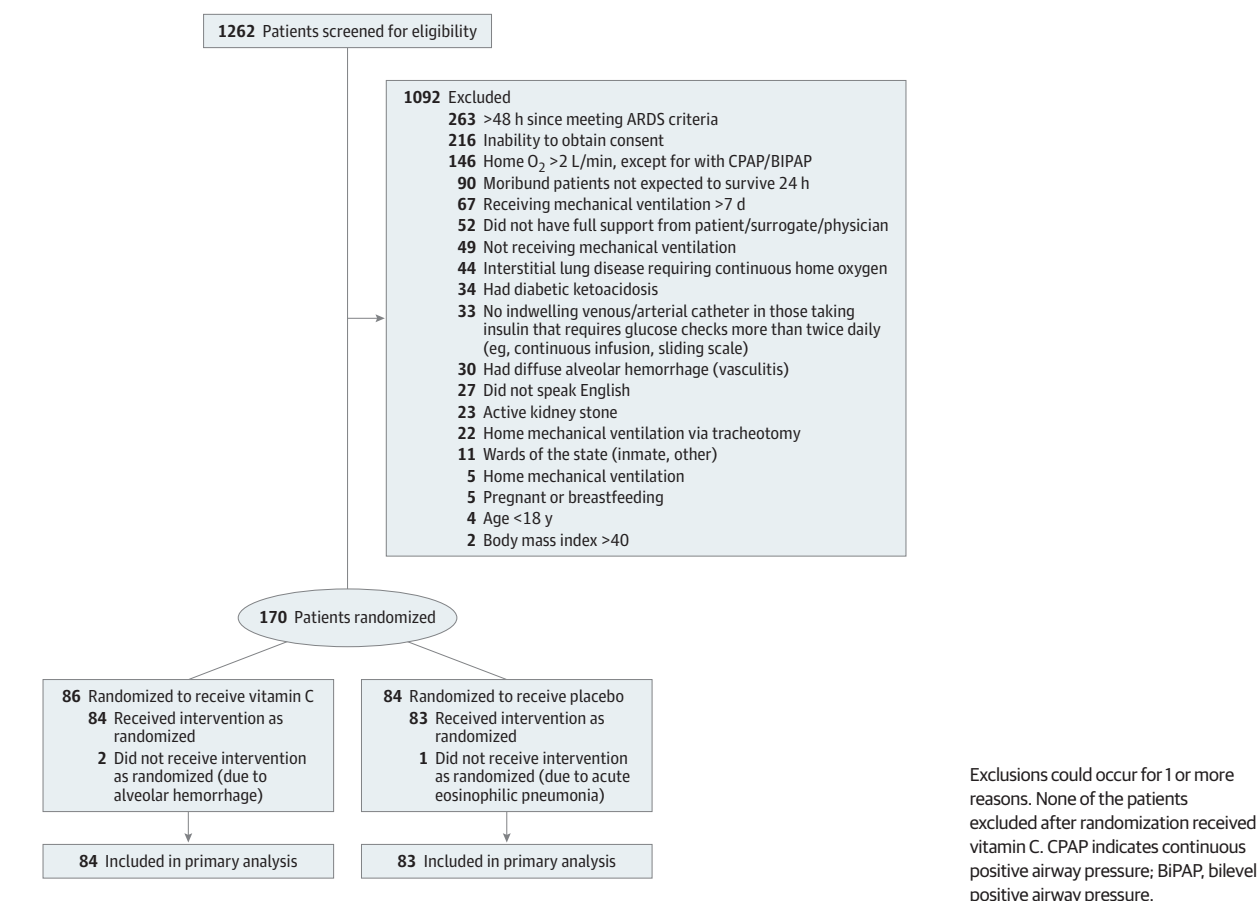 1262 Patients screened for eligibility
1092 Excluded
263 >48 h since meeting ARDS criteria
216 Inability to obtain consent
146 Home O2 >2 L/min, except for with CPAP/BIPAP
90 Moribund patients not expected to survive 24 h
67 Receiving mechanical ventilation >7 d
52 Did not have full support from patient/surrogate/physician
49 Not receiving mechanical ventilation
44 Interstitial lung disease requiring continuous home oxygen
34 Had diabetic ketoacidosis
33 No indwelling venous/arterial catheter in those taking
insulin that requires glucose checks more than twice daily
(eg, continuous infusion, sliding scale)
30 Had diffuse alveolar hemorrhage (vasculitis)
27 Did not speak English
23 Active kidney stone
22 Home mechanical ventilation via tracheotomy
11 Wards of the state (inmate, other)
5 Home mechanical ventilation
5 Pregnant or breastfeeding
4 Age <18 y
2 Body mass index >40
170 Patients randomized
86 Randomized to receive vitamin C
84 Received intervention as
randomized
2 Did not receive intervention
as randomized (due to
alveolar hemorrhage)
84 Included in primary analysis
84 Randomized to receive placebo
83 Received intervention as
randomized
1 Did not receive intervention
as randomized (due to acute
eosinophilic pneumonia)
83 Included in primary analysis
Exclusions could occur for 1 or more
reasons. None of the patients
excluded after randomization received
vitamin C. CPAP indicates continuous
positive airway pressure; BiPAP, bilevel
positive airway pressure.